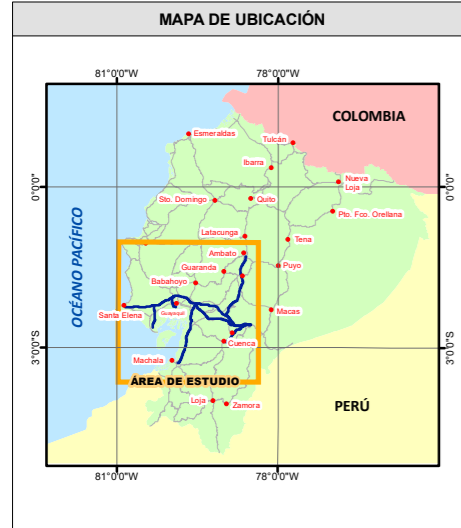 MAPA DE UBICACIÓN
81°0'0"W
78°0'0"W
COLOMBIA
Esmeraldas
Tulcán
Ibarra
Nueva
Loja
0°0'0"
0°0'0"
Sto. Domingo
Quito
Pto. Fco. Orellana
OCÉANO PACÍFICO
Latacunga
Tena
Ambato
Guaranda
Puyo
Babahoyo
Santa Elena
Guayaquil
Macas
3°0'0"S
3°0'0"S
Cuenca
Machala
ÁREA DE ESTUDIO
Loja
Zamora
PERÚ
81°0'0"W
78°0'0"W